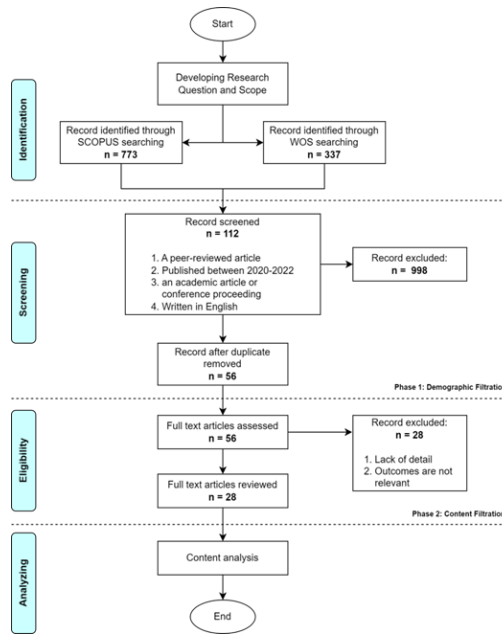 Start
Identification
Developing Research
Question and Scope
Record identified through
SCOPUS searching
n = 773
Record identified through
WOS searching
n = 337
Screening
Record screened
n = 112
1. A peer-reviewed article
2. Published between 2020-2022
3. an academic article or
conference proceeding
4. Written in English
Record excluded:
n = 998
Record after duplicate
removed
n = 56
Phase 1: Demographic Filtration
Eligibility
Full text articles assessed
n = 56
Record excluded:
n = 28
1. Lack of detail
2. Outcomes are not
relevant
Full text articles reviewed
n = 28
Phase 2: Content Filtration
Analyzing
Content analysis
End